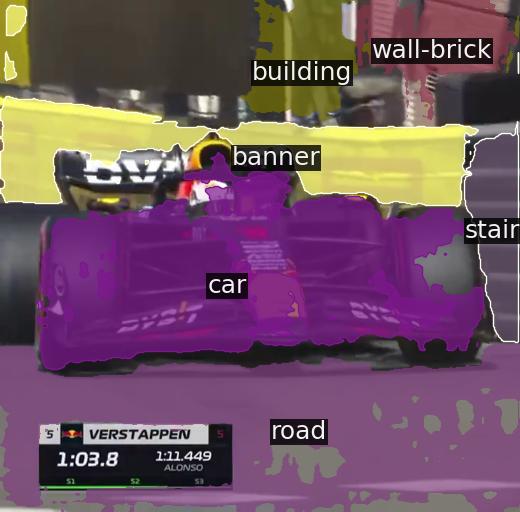 wall-brick
building
banner
stair
car
BYBIT
road
5 VERSTAPPEN 5
1:03.8 1:11.449
ALONSO
S1 S2 S3